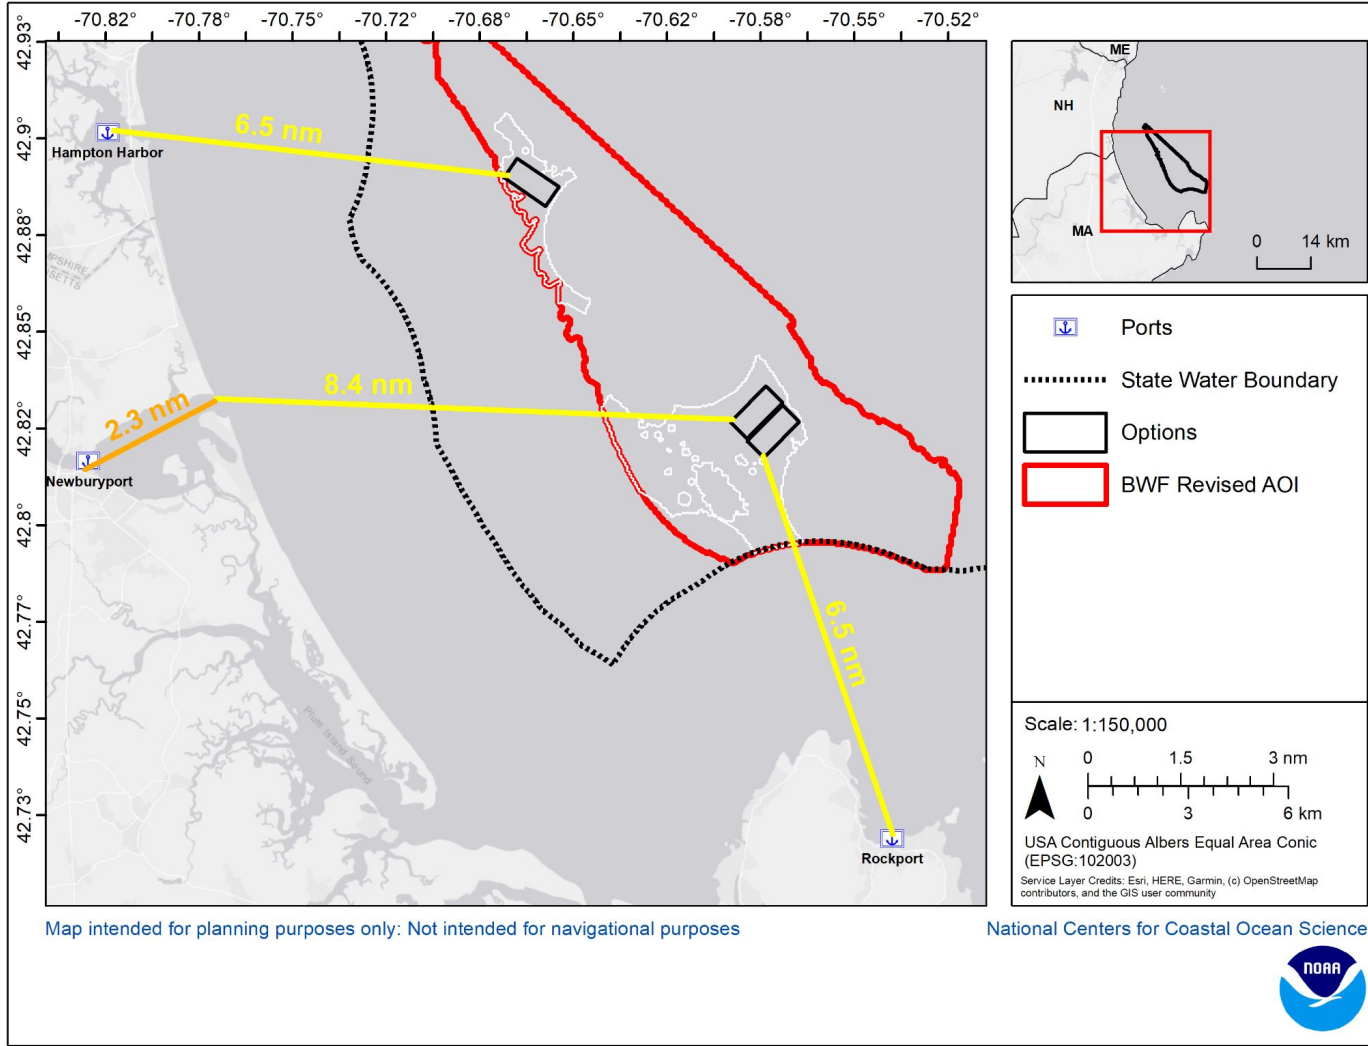 -70.82° -70.78° -70.75° -70.72° -70.68° -70.65° -70.62° -70.58° -70.55° -70.52°
42.93°
42.9°
42.88°
42.85°
42.82°
42.8°
42.77°
42.75°
42.73°
6.5 nm
Hampton Harbor
MPSHIRE
SETTS
8.4 nm
2.3 nm
Newburyport
6.5 nm
Plum Island
Sound
Rockport
ME
NH
MA
0 14 km
Ports
State Water Boundary
Options
BWF Revised AOI
Scale: 1:150,000
N
0 1.5 3 nm
0 3 6 km
USA Contiguous Albers Equal Area Conic
(EPSG:102003)
Service Layer Credits: Esri, HERE, Garmin, (c) OpenStreetMap
contributors, and the GIS user community
Map intended for planning purposes only: Not intended for navigational purposes
National Centers for Coastal Ocean Science
NOAA